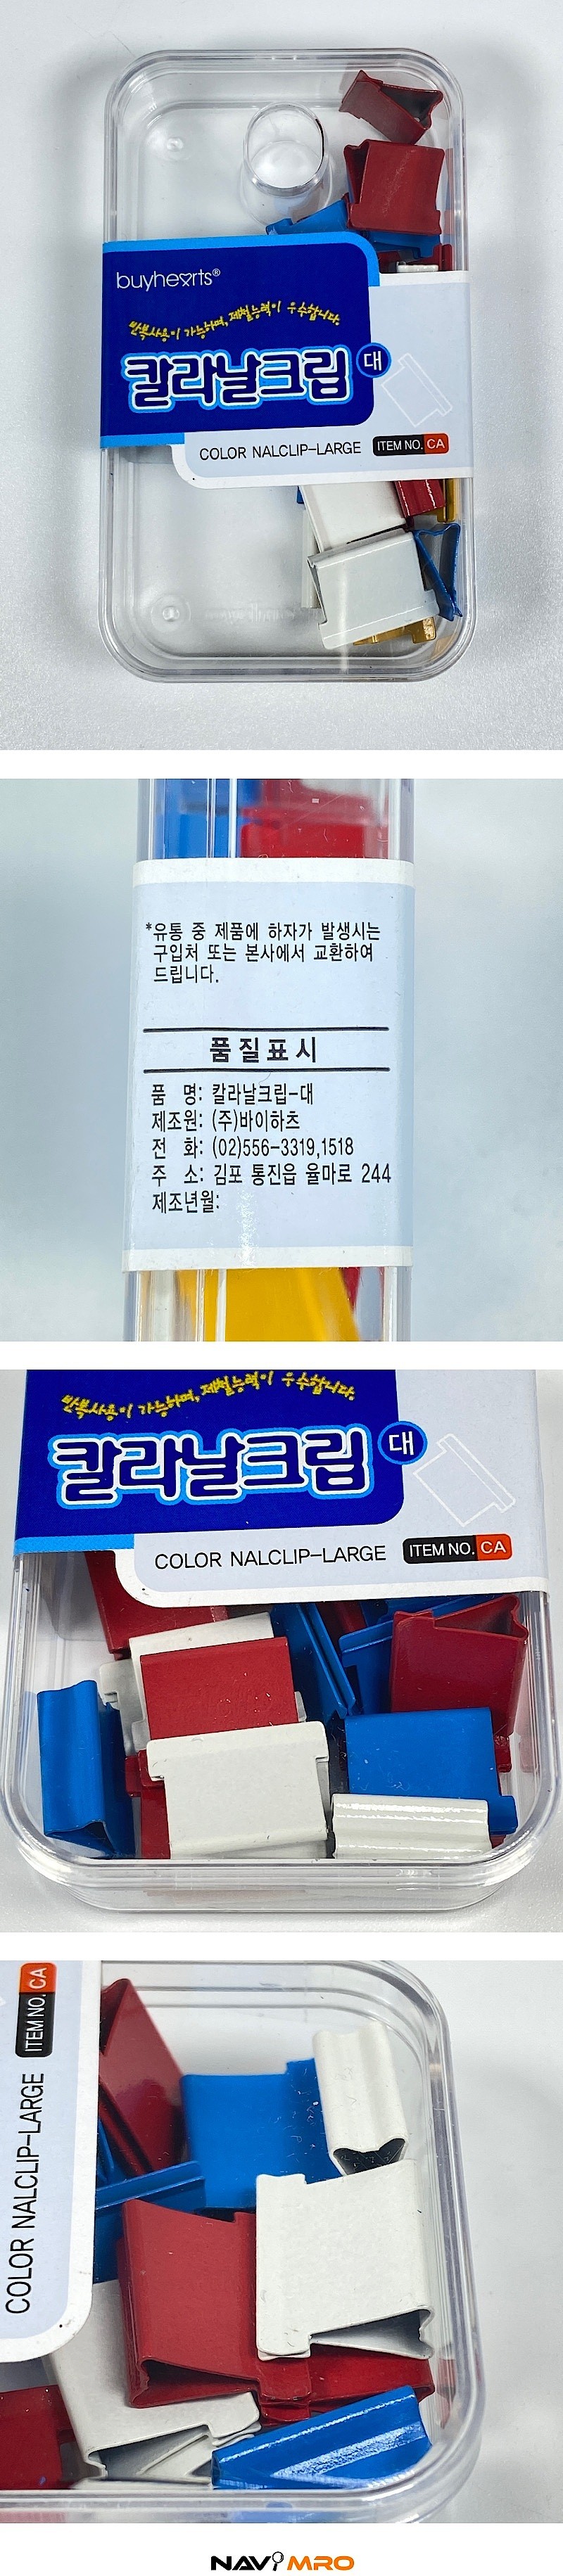 buyhearts®
반복사용이 가능하며, 제철능력이 우수합니다.
칼라날크립 대
COLOR NALCLIP-LARGE ITEM NO. CA
*유통 중 제품에 하자가 발생시는
구입처 또는 본사에서 교환하여
드립니다.
품질표시
품 명: 칼라날크립-대
제조원: (주)바이하츠
전 화: (02)556-3319,1518
주 소: 김포 통진읍 율마로 244
제조년월:
반복사용이 가능하며, 제철능력이 우수합니다.
칼라날크립 대
COLOR NALCLIP-LARGE ITEM NO. CA
COLOR NALCLIP-LARGE ITEM NO. CA
NAVIMRO